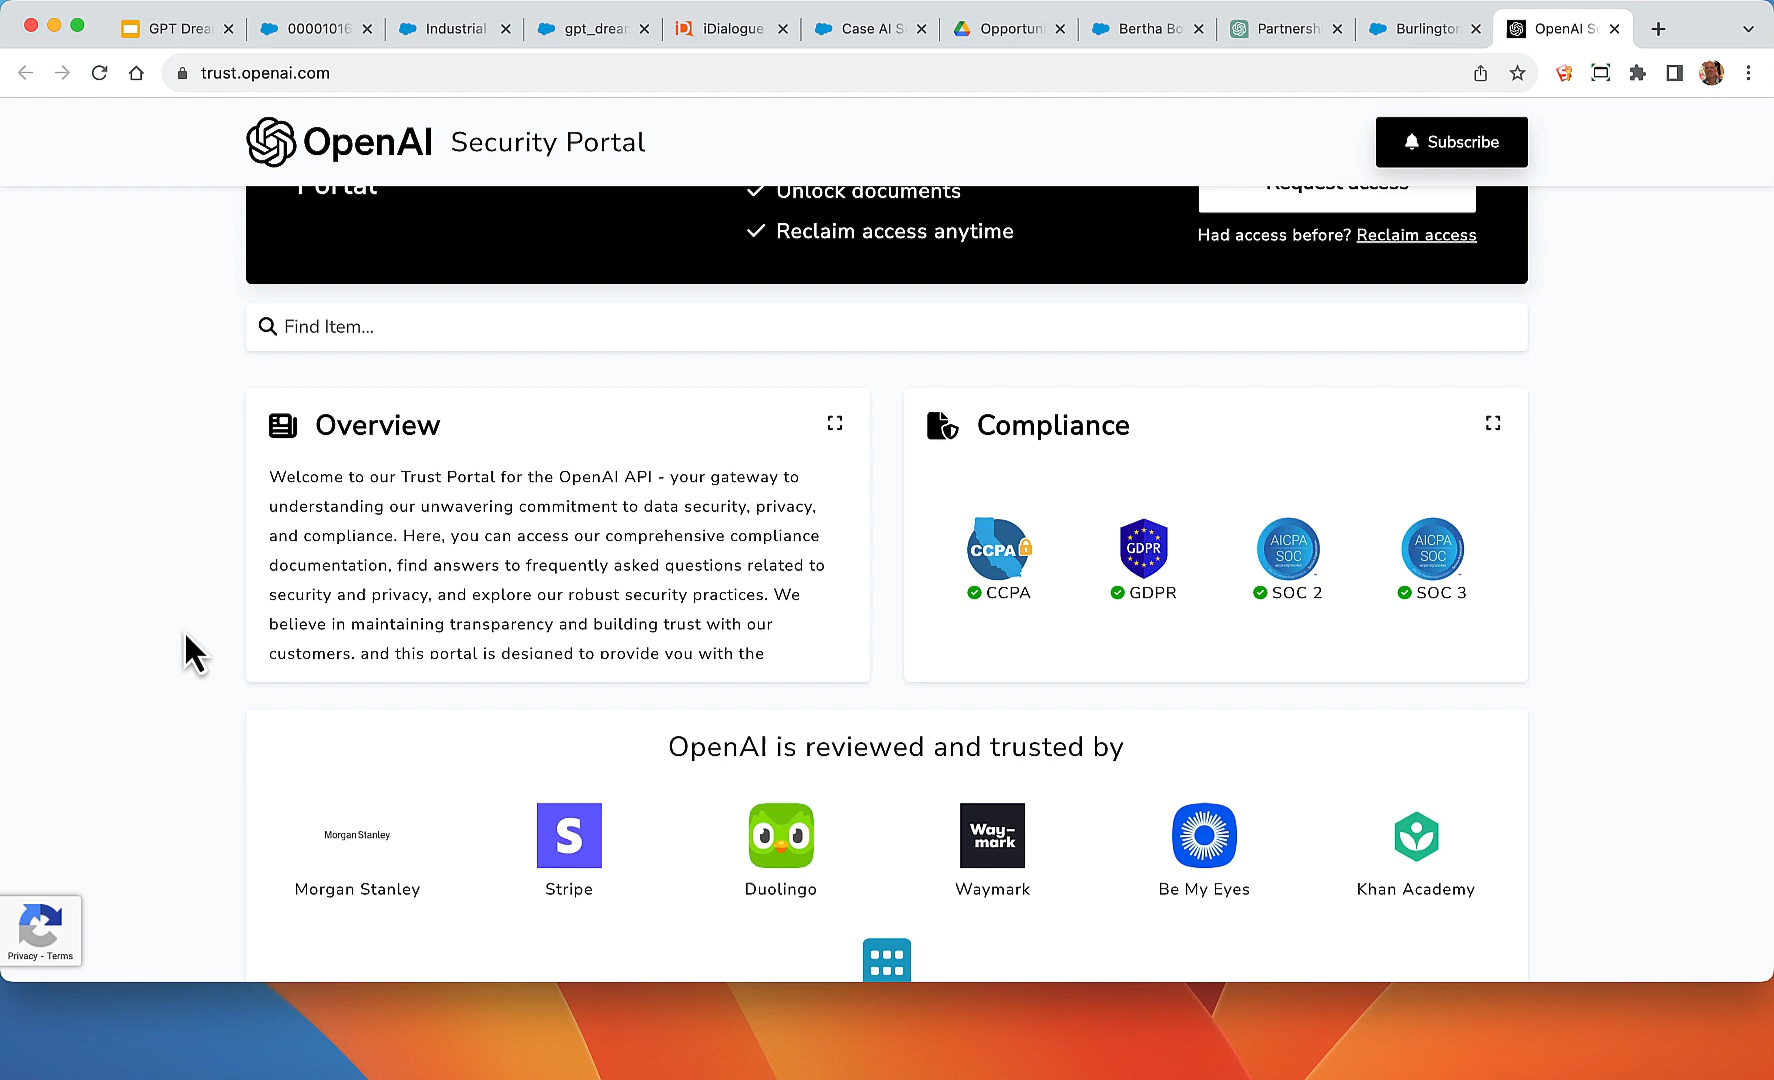 GPT Drea
00001016
Industrial
gpt_drear
iDialogue
Case AI S
Opportuni
Bertha Bo
Partnersh
Burlington
OpenAI Se
trust.openai.com
OpenAI Security Portal
Subscribe
Portal
Unlock documents
Request access
Reclaim access anytime
Had access before? Reclaim access
Find Item...
Overview
Welcome to our Trust Portal for the OpenAI API - your gateway to
understanding our unwavering commitment to data security, privacy,
and compliance. Here, you can access our comprehensive compliance
documentation, find answers to frequently asked questions related to
security and privacy, and explore our robust security practices. We
believe in maintaining transparency and building trust with our
customers, and this portal is designed to provide you with the
Compliance
CCPA
GDPR
AICPA
SOC
AICPA
SOC
CCPA
GDPR
SOC 2
SOC 3
OpenAI is reviewed and trusted by
Morgan Stanley
S
Way-
mark
Morgan Stanley
Stripe
Duolingo
Waymark
Be My Eyes
Khan Academy
Privacy - Terms